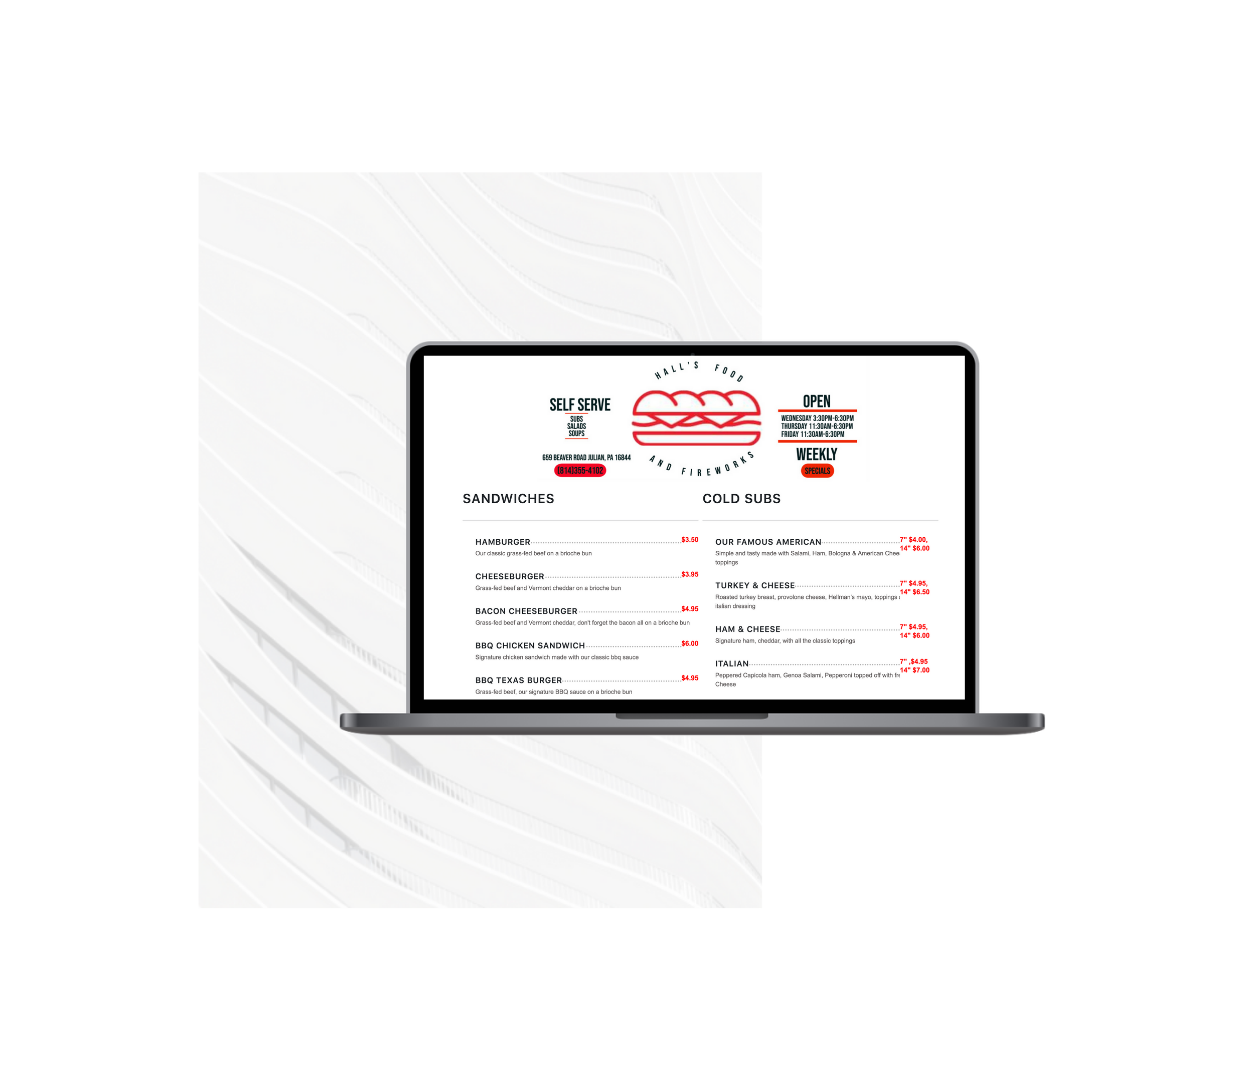 HALL'S FOOD
AND FIREWORKS
SELF SERVE
SUBS
SALADS
SOUPS
659 BEAVER ROAD JULIAN, PA 16844
(814)355-4102
OPEN
WEDNESDAY 3:30PM-6:30PM
THURSDAY 11:30AM-6:30PM
FRIDAY 11:30AM-6:30PM
WEEKLY
SPECIALS
SANDWICHES
HAMBURGER $3.50
Our classic grass-fed beef on a brioche bun
CHEESEBURGER $3.95
Grass-fed beef and Vermont cheddar on a brioche bun
BACON CHEESEBURGER $4.95
Grass-fed beef and Vermont cheddar, don't forget the bacon all on a brioche bun
BBQ CHICKEN SANDWICH $6.00
Signature chicken sandwich made with our classic bbq sauce
BBQ TEXAS BURGER $4.95
Grass-fed beef, our signature BBQ sauce on a brioche bun
COLD SUBS
OUR FAMOUS AMERICAN 7" $4.00,
14" $6.00
Simple and tasty made with Salami, Ham, Bologna & American Chee
toppings
TURKEY & CHEESE 7" $4.95,
14" $6.50
Roasted turkey breast, provolone cheese, Hellman's mayo, toppings
italian dressing
HAM & CHEESE 7" $4.95,
14" $6.00
Signature ham, cheddar, with all the classic toppings
ITALIAN 7" ,$4.95
14" $7.00
Peppered Capicola ham, Genoa Salami, Pepperoni topped off with
Cheese